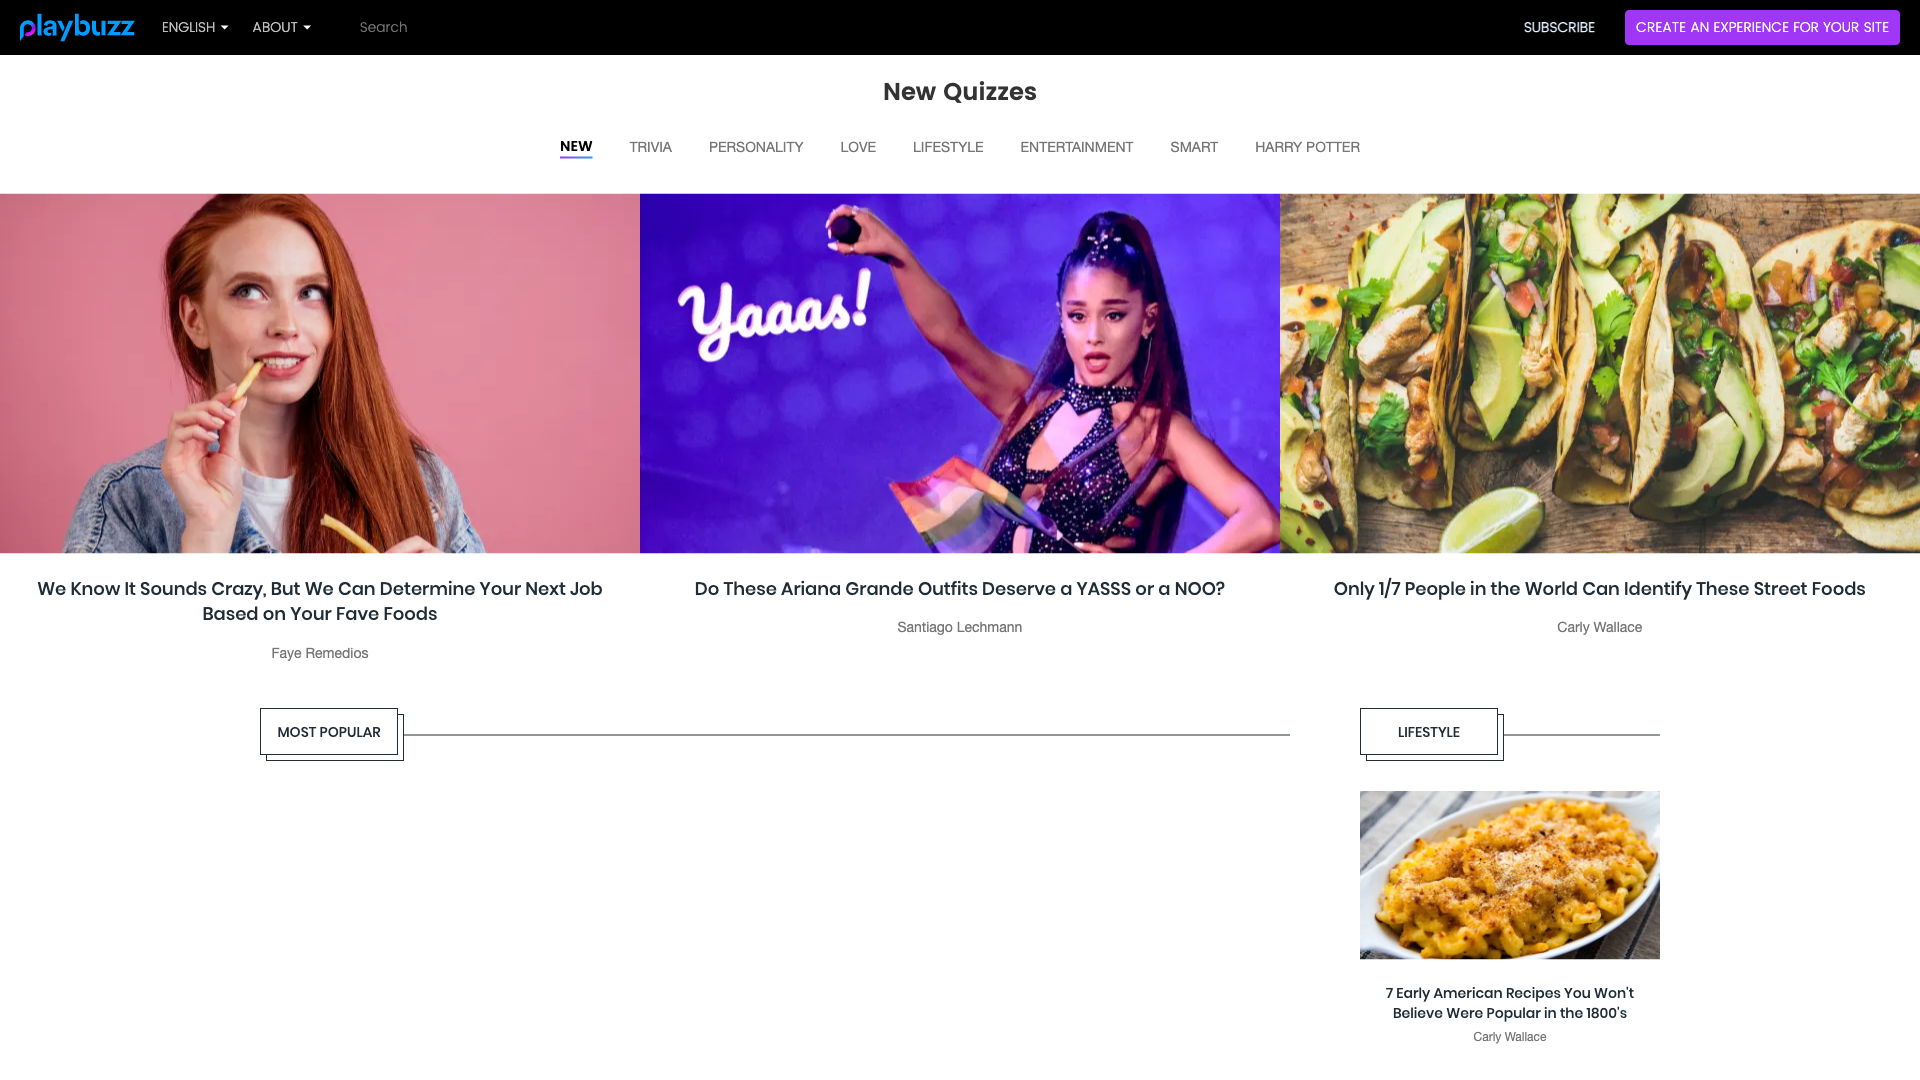 playbuzz
ENGLISH
ABOUT
Search
SUBSCRIBE
CREATE AN EXPERIENCE FOR YOUR SITE
New Quizzes
NEW
TRIVIA
PERSONALITY
LOVE
LIFESTYLE
ENTERTAINMENT
SMART
HARRY POTTER
Yaaas!
We Know It Sounds Crazy, But We Can Determine Your Next Job
Based on Your Fave Foods
Faye Remedios
Do These Ariana Grande Outfits Deserve a YASSS or a NOO?
Santiago Lechmann
Only 1/7 People in the World Can Identify These Street Foods
Carly Wallace
MOST POPULAR
LIFESTYLE
7 Early American Recipes You Won't
Believe Were Popular in the 1800's
Carly Wallace